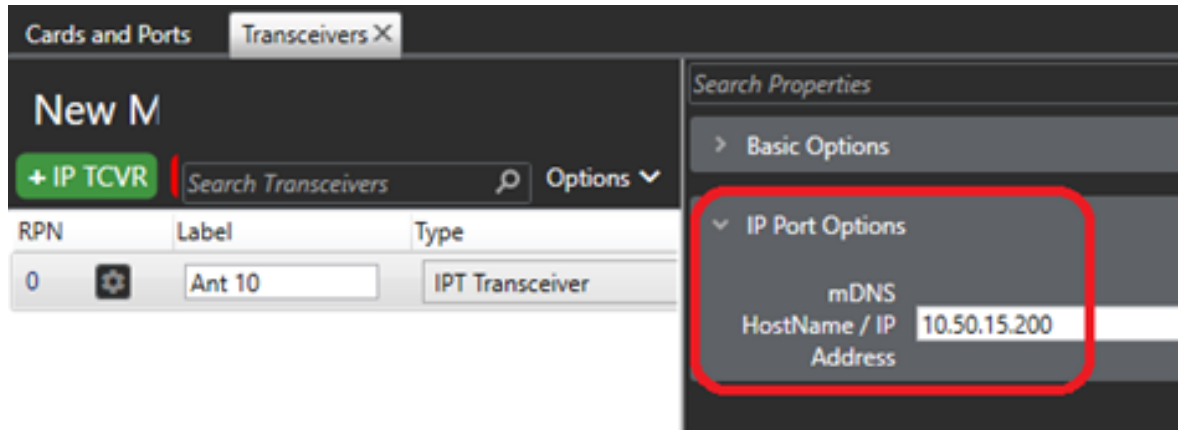 Cards and Ports Transceivers
New M
+ IP TCVR Search Transceivers Options
RPN Label Type
0 Ant 10 IPT Transceiver
Search Properties
Basic Options
IP Port Options
mDNS
HostName / IP 10.50.15.200
Address